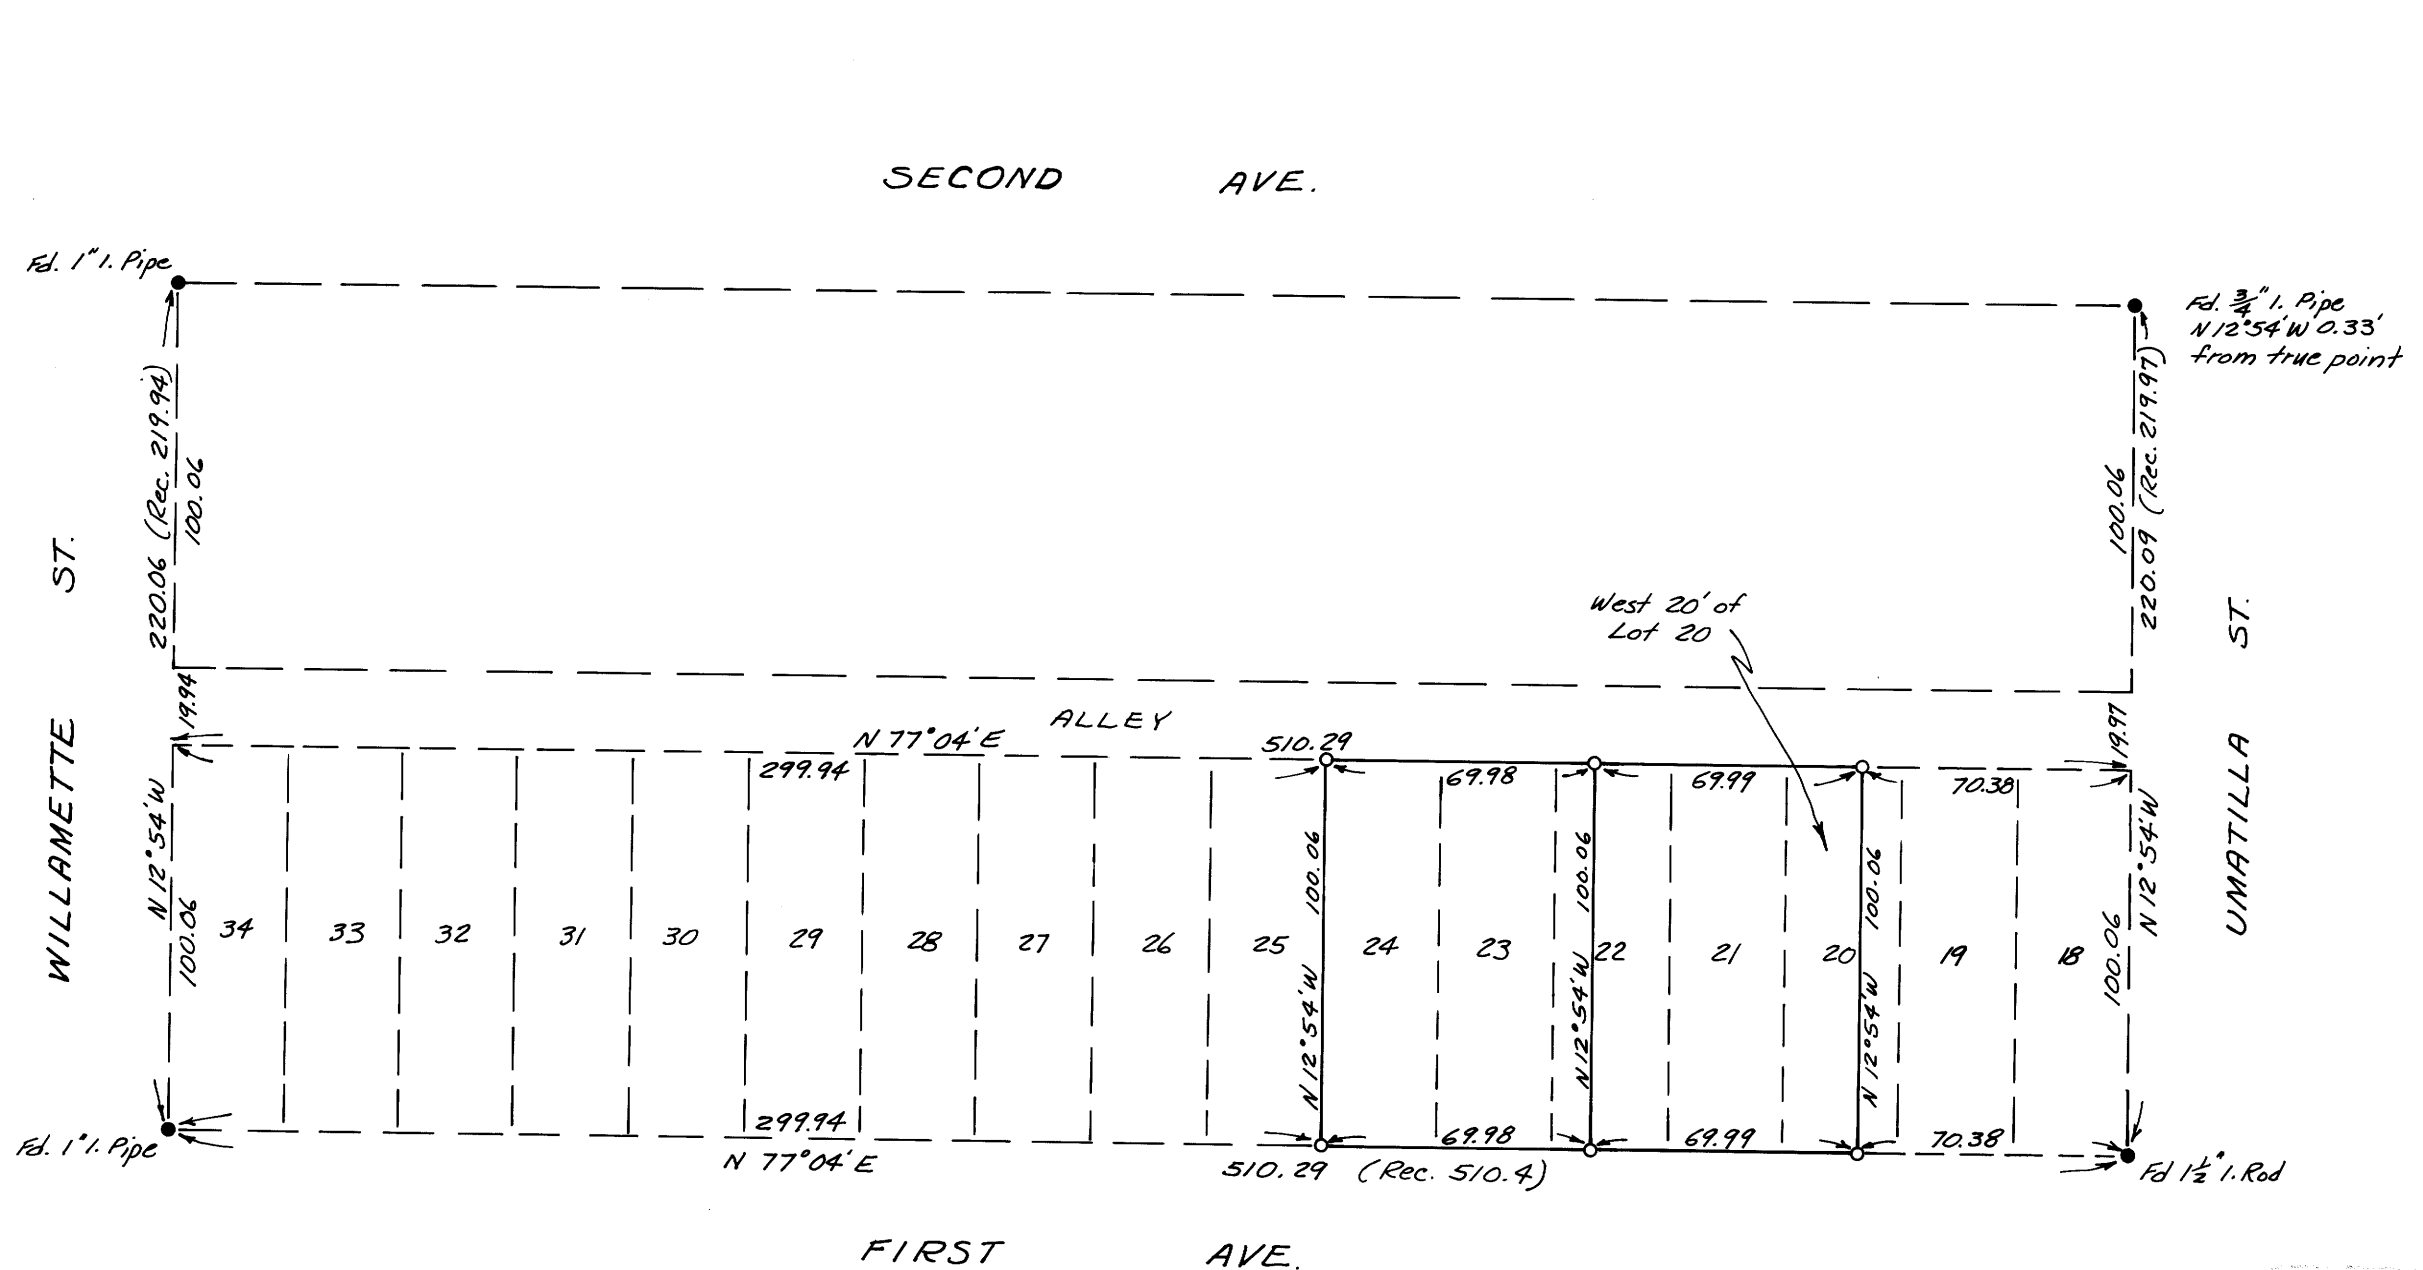 SECOND AVE.
Fd. 1" I. Pipe
Fd. 3/4" I. Pipe
N 12°54' W 0.33'
from true point
220.06 (Rec. 219.94)
100.06
100.06
220.09 (Rec. 219.97)
WILLAMETTE ST.
UMATILLA ST.
West 20' of
Lot 20
19.94
ALLEY
19.97
N 77°04' E
510.29
299.94
69.98
69.99
70.38
N 12°54' W
100.06
34
33
32
31
30
29
28
27
26
25
N 12°54' W 100.06
24
23
N 12°54' W 100.06
22
21
20
N 12°54' W 100.06
19
18
100.06
N 12°54' W
299.94
69.98
69.99
70.38
Fd. 1" I. Pipe
N 77°04' E
510.29 (Rec. 510.4)
Fd 1 1/2" I. Rod
FIRST AVE.